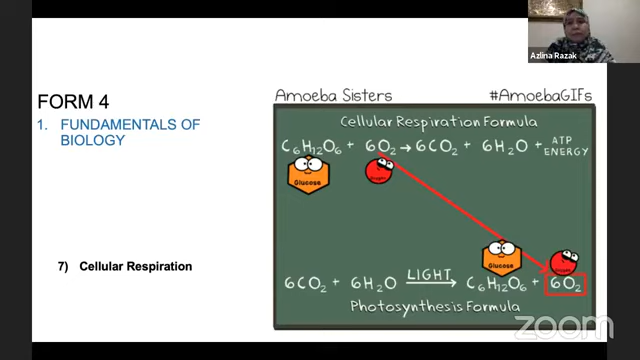 Azlina Razak
FORM 4
1. FUNDAMENTALS OF
BIOLOGY
7) Cellular Respiration
Amoeba Sisters #AmoebaGIFs
Cellular Respiration Formula
C₆H₁₂O₆ + 6O₂ → 6CO₂ + 6H₂O + ATP ENERGY
Glucose
Glucose
6CO₂ + 6H₂O LIGHT → C₆H₁₂O₆ + 6O₂
Photosynthesis Formula
zoom